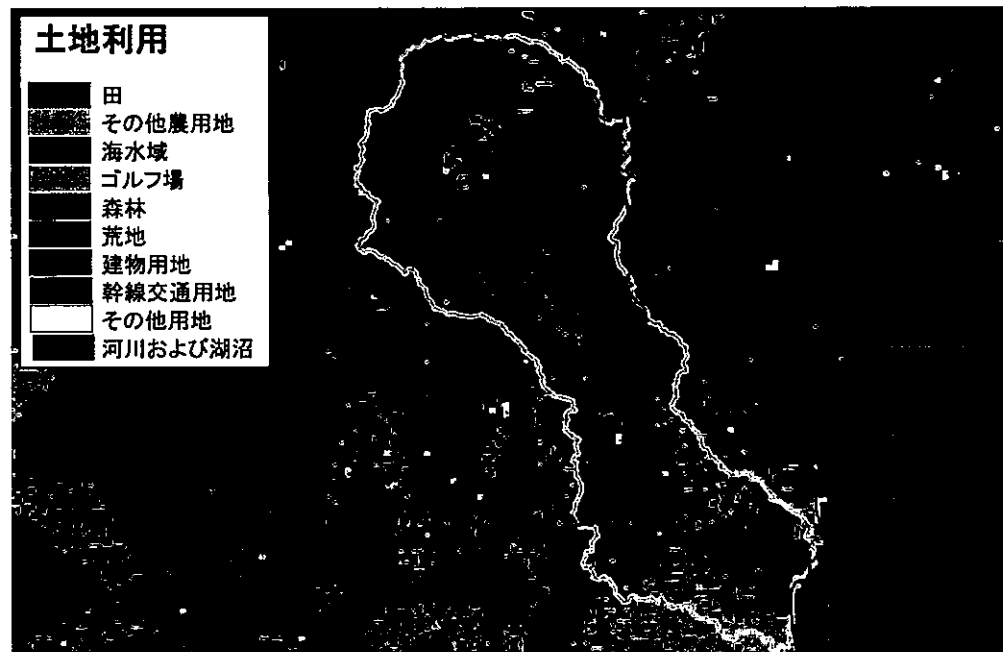 土地利用
田
その他農用地
海水域
ゴルフ場
森林
荒地
建物用地
幹線交通用地
その他用地
河川および湖沼